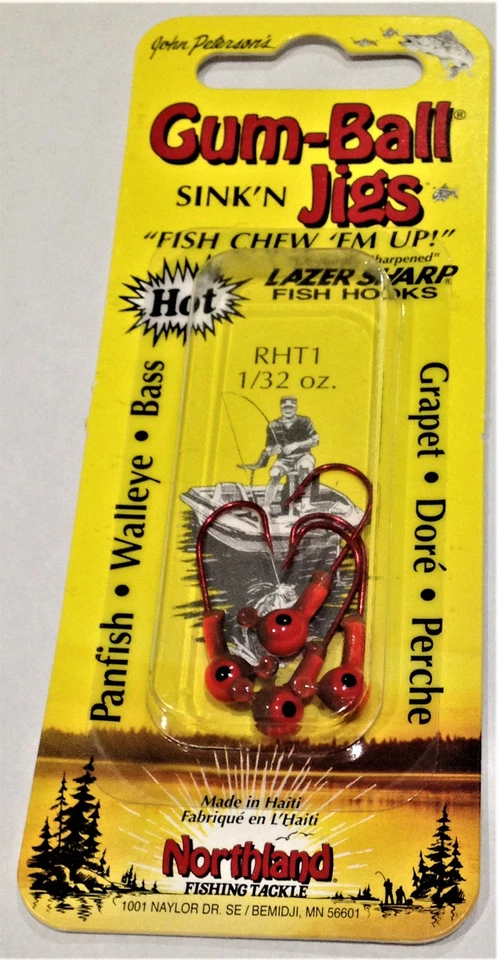 John Peterson's
Gum-Ball®
SINK'N Jigs
"FISH CHEW 'EM UP!"
harpened"
Hot
LAZER SHARP®
FISH HOOKS
RHT1
1/32 oz.
Panfish • Walleye • Bass
Grapet • Doré • Perche
Made in Haiti
Fabriqué en L'Haiti
Northland®
FISHING TACKLE
1001 NAYLOR DR. SE / BEMIDJI, MN 56601